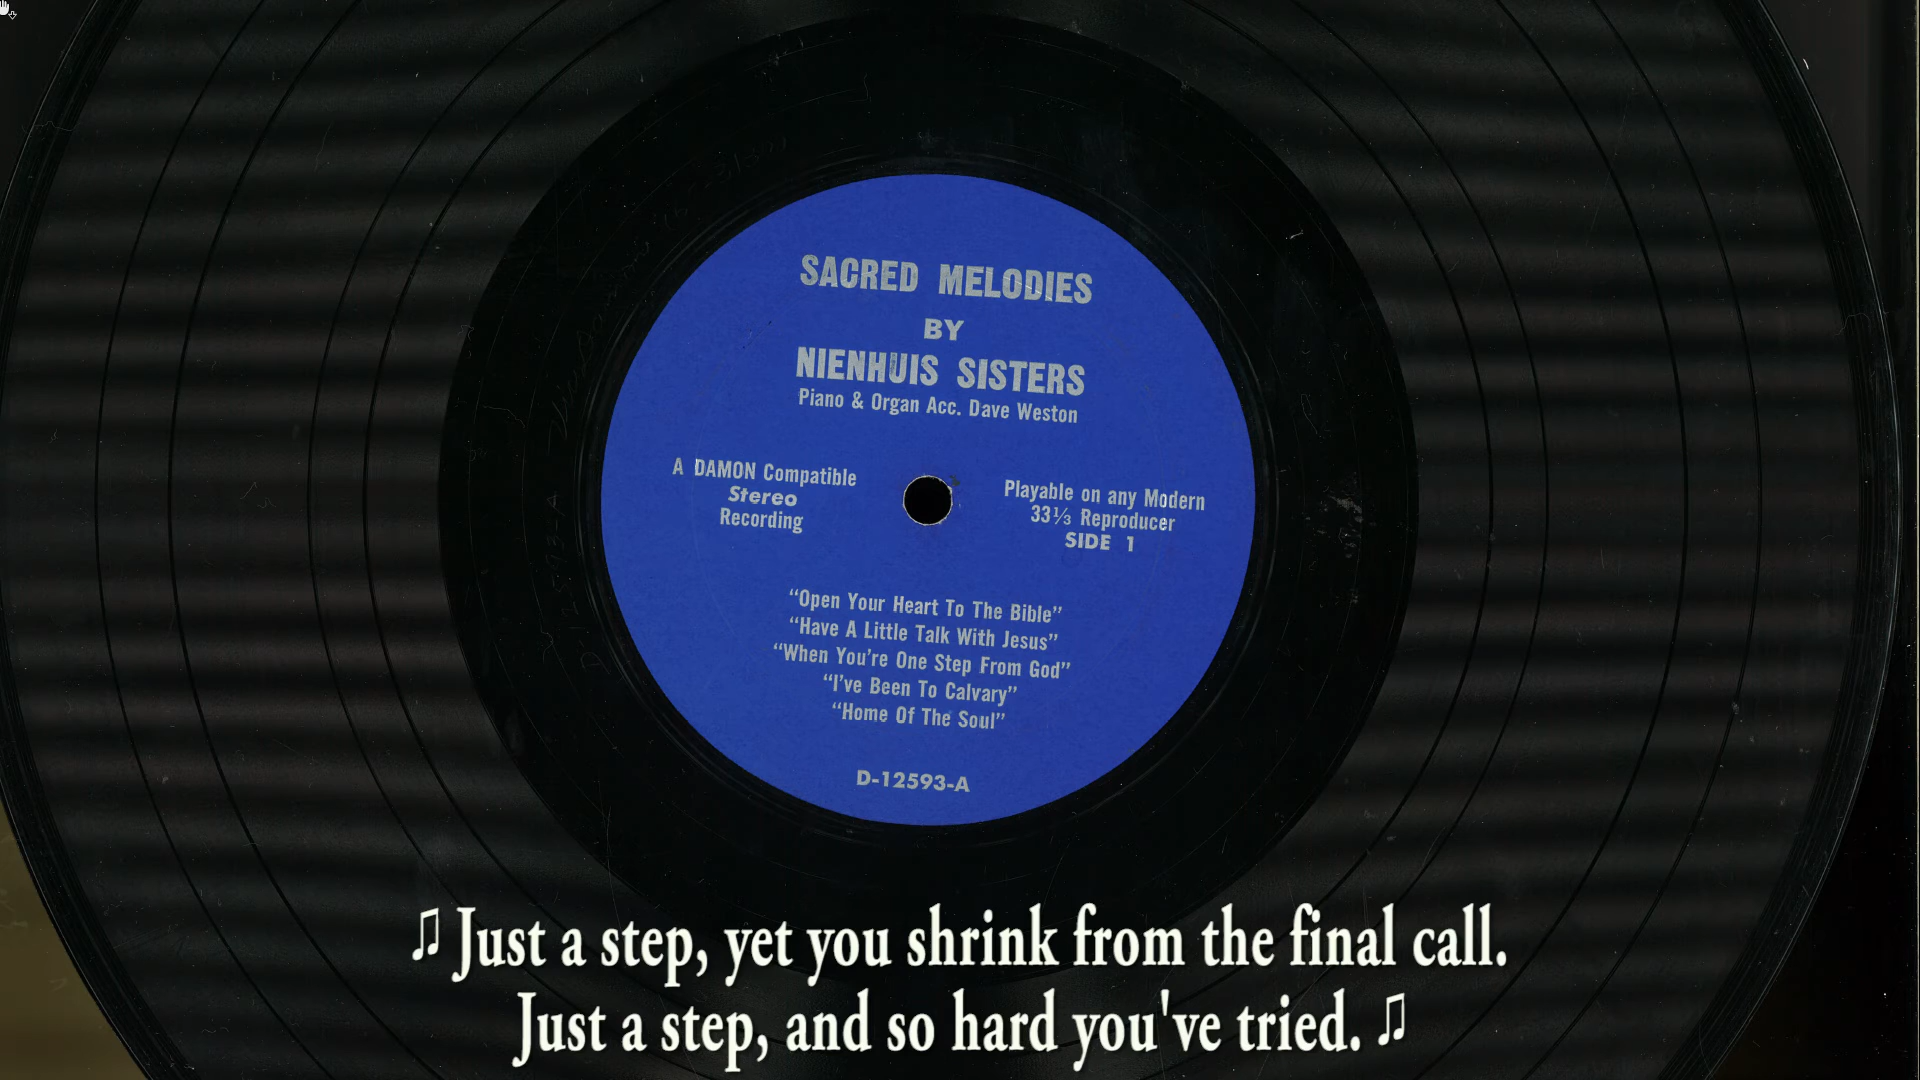 SACRED MELODIES
BY
NIENHUIS SISTERS
Piano & Organ Acc. Dave Weston
A DAMON Compatible
Stereo
Recording
Playable on any Modern
33⅓ Reproducer
SIDE 1
“Open Your Heart To The Bible”
“Have A Little Talk With Jesus”
“When You’re One Step From God”
“I’ve Been To Calvary”
“Home Of The Soul”
D-12593-A
♫ Just a step, yet you shrink from the final call.
Just a step, and so hard you've tried. ♫